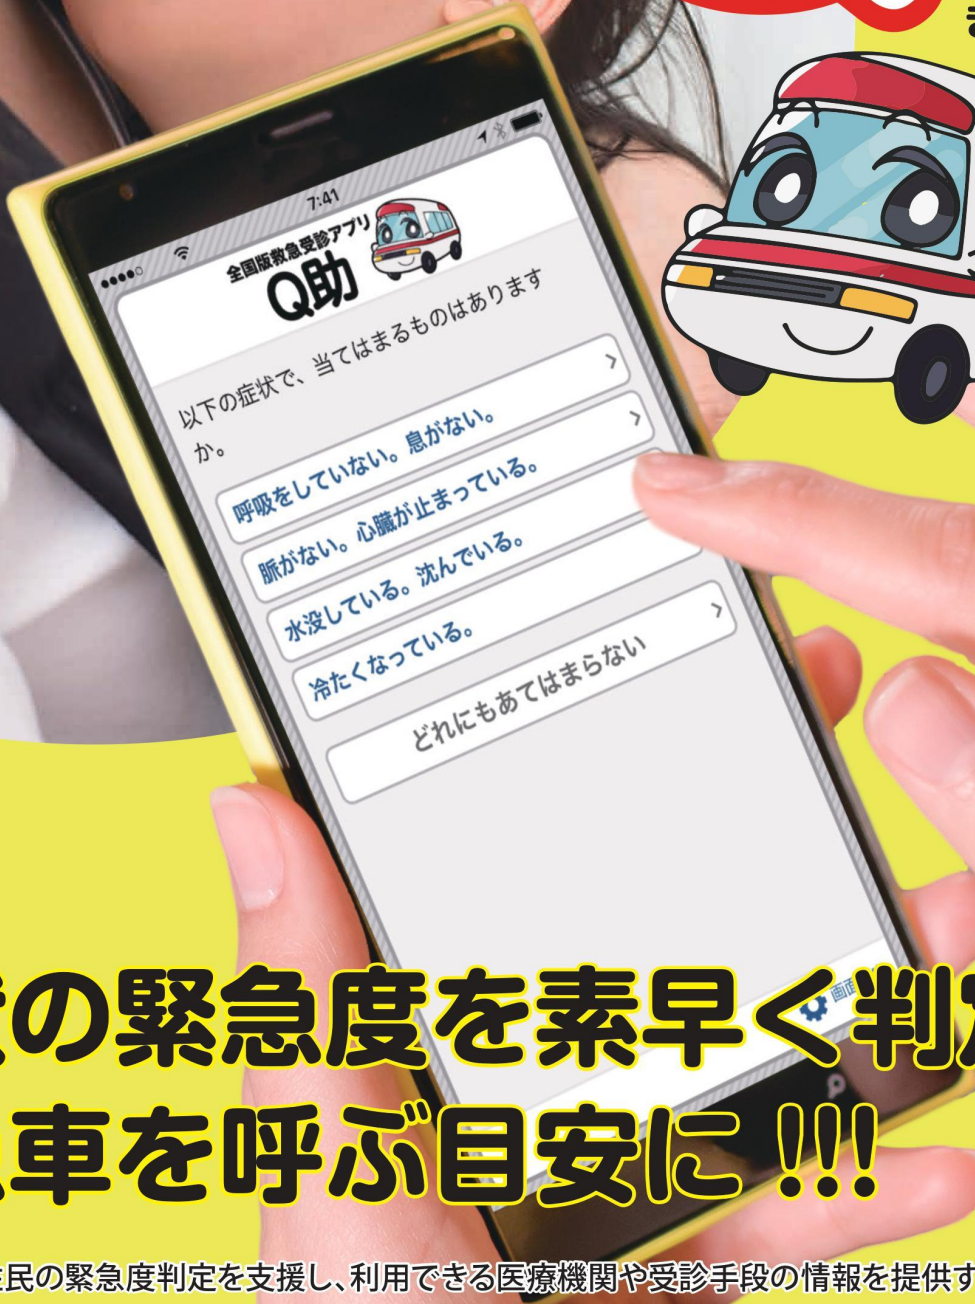 7:41
全国版救急受診アプリ
Q助
以下の症状で、当てはまるものはあります
か。
呼吸をしていない。息がない。
脈がない。心臓が止まっている。
水没している。沈んでいる。
冷たくなっている。
どれにもあてはまらない
画面
の緊急度を素早く判定
車を呼ぶ目安に !!!
民の緊急度判定を支援し、利用できる医療機関や受診手段の情報を提供す